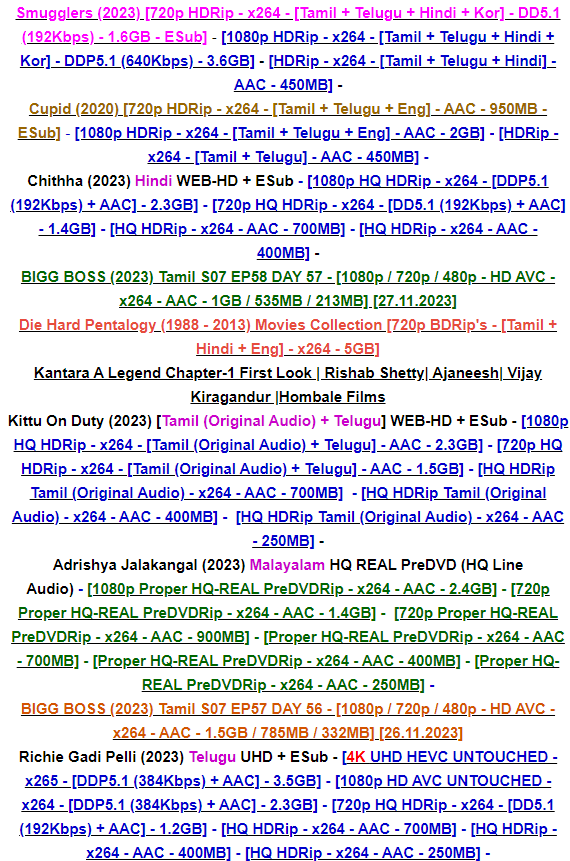 Smugglers (2023) [720p HDRip - x264 - [Tamil + Telugu + Hindi + Kor] - DD5.1
(192Kbps) - 1.6GB - ESub] - [1080p HDRip - x264 - [Tamil + Telugu + Hindi +
Kor] - DDP5.1 (640Kbps) - 3.6GB] - [HDRip - x264 - [Tamil + Telugu + Hindi] -
AAC - 450MB] -
Cupid (2020) [720p HDRip - x264 - [Tamil + Telugu + Eng] - AAC - 950MB -
ESub] - [1080p HDRip - x264 - [Tamil + Telugu + Eng] - AAC - 2GB] - [HDRip -
x264 - [Tamil + Telugu] - AAC - 450MB] -
Chithha (2023) Hindi WEB-HD + ESub - [1080p HQ HDRip - x264 - [DDP5.1
(192Kbps) + AAC] - 2.3GB] - [720p HQ HDRip - x264 - [DD5.1 (192Kbps) + AAC]
- 1.4GB] - [HQ HDRip - x264 - AAC - 700MB] - [HQ HDRip - x264 - AAC -
400MB] -
BIGG BOSS (2023) Tamil S07 EP58 DAY 57 - [1080p / 720p / 480p - HD AVC -
x264 - AAC - 1GB / 535MB / 213MB] [27.11.2023]
Die Hard Pentalogy (1988 - 2013) Movies Collection [720p BDRip's - [Tamil +
Hindi + Eng] - x264 - 5GB]
Kantara A Legend Chapter-1 First Look | Rishab Shetty| Ajaneesh| Vijay
Kiragandur |Hombale Films
Kittu On Duty (2023) [Tamil (Original Audio) + Telugu] WEB-HD + ESub - [1080p
HQ HDRip - x264 - [Tamil (Original Audio) + Telugu] - AAC - 2.3GB] - [720p HQ
HDRip - x264 - [Tamil (Original Audio) + Telugu] - AAC - 1.5GB] - [HQ HDRip
Tamil (Original Audio) - x264 - AAC - 700MB] - [HQ HDRip Tamil (Original
Audio) - x264 - AAC - 400MB] - [HQ HDRip Tamil (Original Audio) - x264 - AAC
- 250MB] -
Adrishya Jalakangal (2023) Malayalam HQ REAL PreDVD (HQ Line
Audio) - [1080p Proper HQ-REAL PreDVDRip - x264 - AAC - 2.4GB] - [720p
Proper HQ-REAL PreDVDRip - x264 - AAC - 1.4GB] - [720p Proper HQ-REAL
PreDVDRip - x264 - AAC - 900MB] - [Proper HQ-REAL PreDVDRip - x264 - AAC
- 700MB] - [Proper HQ-REAL PreDVDRip - x264 - AAC - 400MB] - [Proper HQ-
REAL PreDVDRip - x264 - AAC - 250MB] -
BIGG BOSS (2023) Tamil S07 EP57 DAY 56 - [1080p / 720p / 480p - HD AVC -
x264 - AAC - 1.5GB / 785MB / 332MB] [26.11.2023]
Richie Gadi Pelli (2023) Telugu UHD + ESub - [4K UHD HEVC UNTOUCHED -
x265 - [DDP5.1 (384Kbps) + AAC] - 3.5GB] - [1080p HD AVC UNTOUCHED -
x264 - [DDP5.1 (384Kbps) + AAC] - 2.3GB] - [720p HQ HDRip - x264 - [DD5.1
(192Kbps) + AAC] - 1.2GB] - [HQ HDRip - x264 - AAC - 700MB] - [HQ HDRip -
x264 - AAC - 400MB] - [HQ HDRip - x264 - AAC - 250MB] -